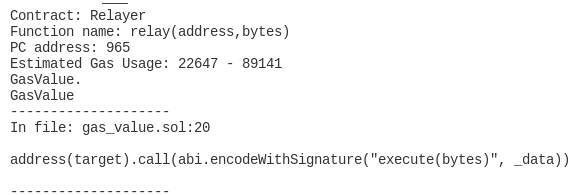 Contract: Relayer
Function name: relay(address,bytes)
PC address: 965
Estimated Gas Usage: 22647 - 89141
GasValue.
GasValue
--------------------
In file: gas_value.sol:20
address(target).call(abi.encodeWithSignature("execute(bytes)", _data))
--------------------